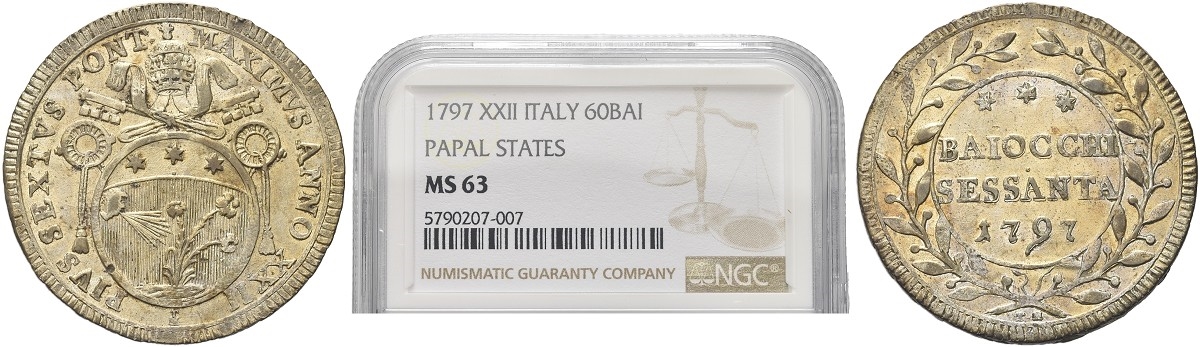 PIVS SEXTVS PONT. MAXIMVS ANNO XXII
1797 XXII ITALY 60BAI
PAPAL STATES
MS 63
5790207-007
NUMISMATIC GUARANTY COMPANY
NGC®
BAIOCCHI
SESSANTA
1797